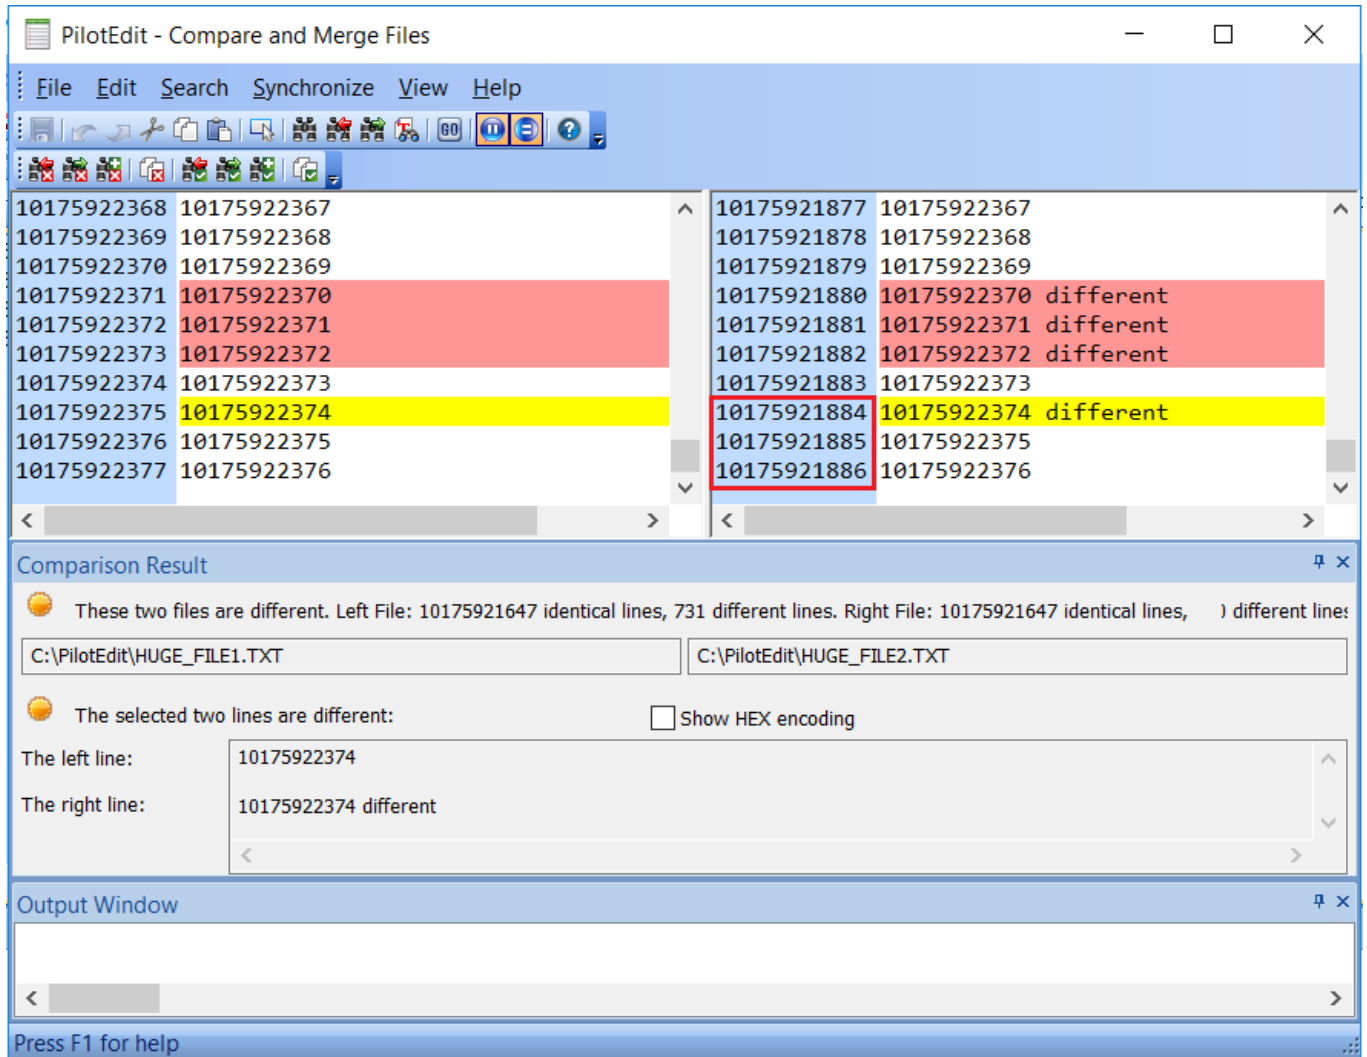 PilotEdit - Compare and Merge Files
File Edit Search Synchronize View Help
GO
10175922368 10175922367
10175922369 10175922368
10175922370 10175922369
10175922371 10175922370
10175922372 10175922371
10175922373 10175922372
10175922374 10175922373
10175922375 10175922374
10175922376 10175922375
10175922377 10175922376
10175921877 10175922367
10175921878 10175922368
10175921879 10175922369
10175921880 10175922370 different
10175921881 10175922371 different
10175921882 10175922372 different
10175921883 10175922373
10175921884 10175922374 different
10175921885 10175922375
10175921886 10175922376
Comparison Result
These two files are different. Left File: 10175921647 identical lines, 731 different lines. Right File: 10175921647 identical lines, different lines
C:\PilotEdit\HUGE_FILE1.TXT
C:\PilotEdit\HUGE_FILE2.TXT
The selected two lines are different:
Show HEX encoding
The left line: 10175922374
The right line: 10175922374 different
Output Window
Press F1 for help